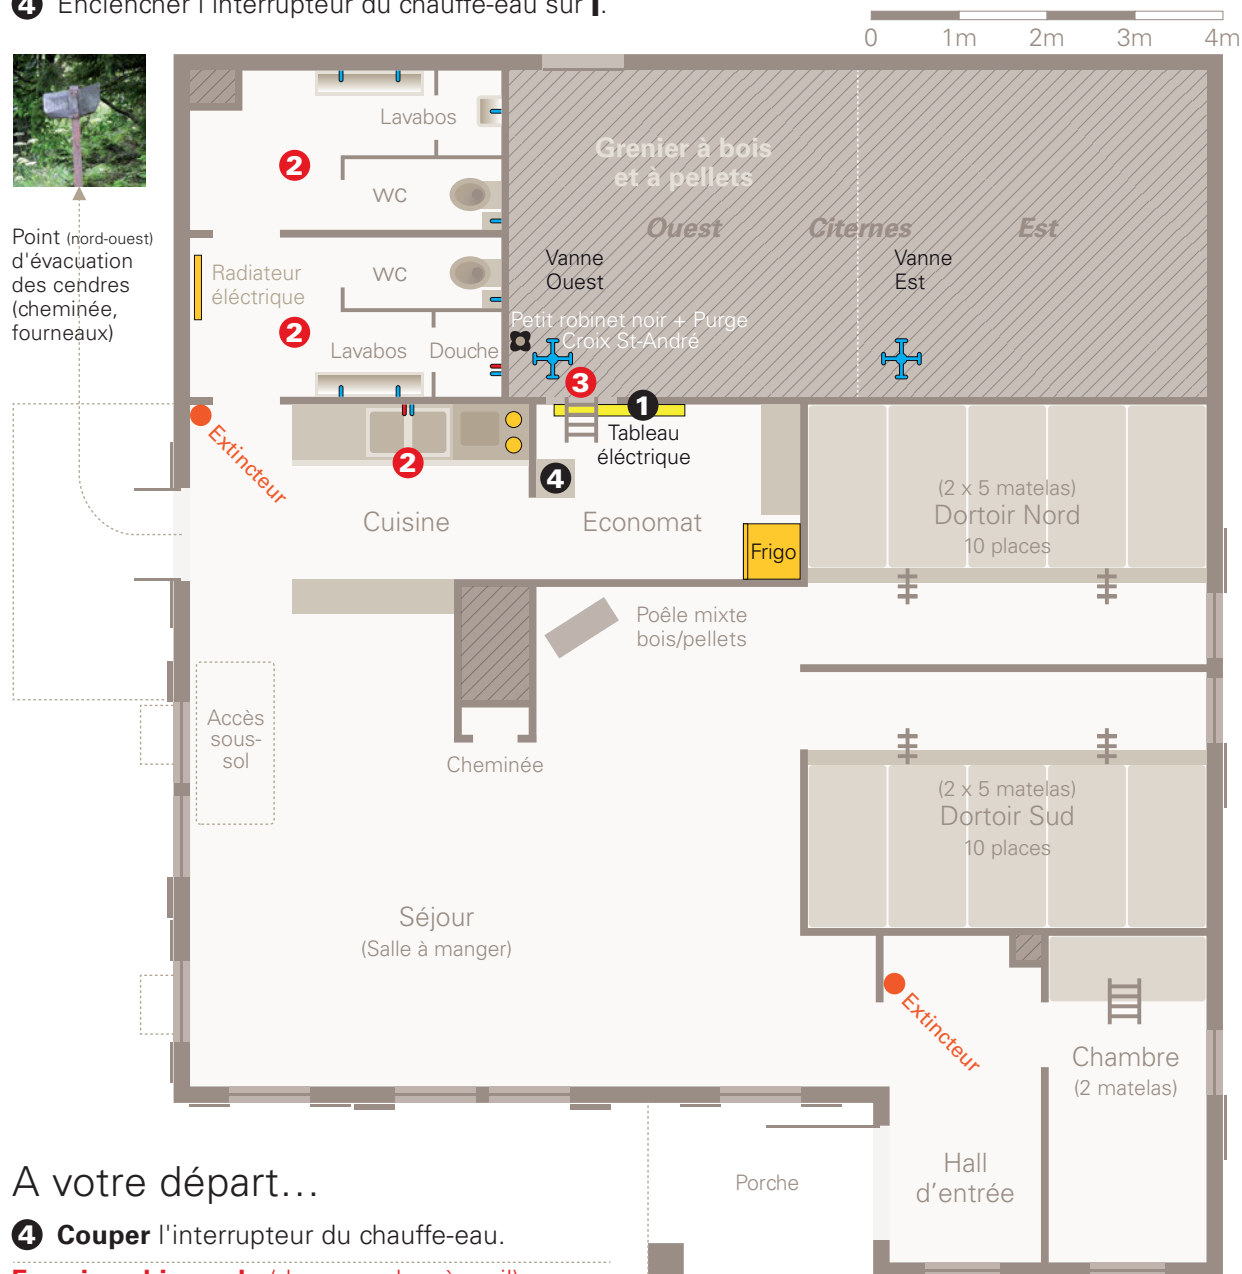 4 Enclencher l'interrupteur du chauffe-eau sur I.
0 1m 2m 3m 4m
Lavabos
Grenier à bois
et à pellets
2
WC
Ouest Citernes Est
Point (nord-ouest)
d'évacuation
des cendres
(cheminée,
fourneaux)
Vanne
Ouest
Vanne
Est
Radiateur
éléctrique
WC
2
Petit robinet noir + Purge
Croix St-André
Lavabos
Douche
3
1
Extincteur
Tableau
éléctrique
2
4
(2 x 5 matelas)
Dortoir Nord
10 places
Cuisine
Economat
Frigo
Poêle mixte
bois/pellets
Accès
sous-
sol
Cheminée
(2 x 5 matelas)
Dortoir Sud
10 places
Séjour
(Salle à manger)
Extincteur
Chambre
(2 matelas)
Hall
d'entrée
Porche
A votre départ…
4 Couper l'interrupteur du chauffe-eau.